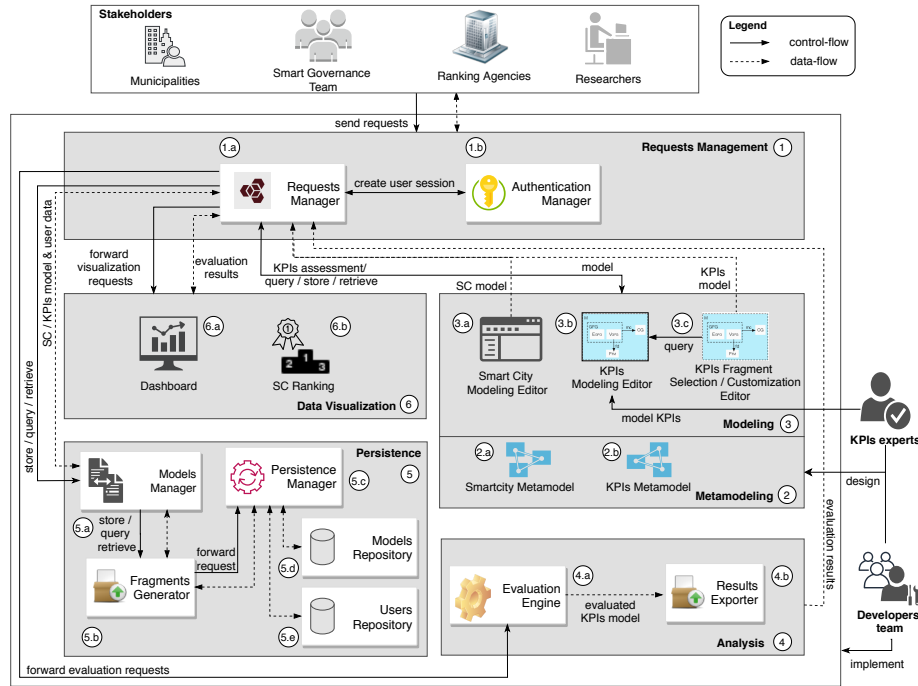 Stakeholders
Municipalities
Smart Governance
Team
Ranking Agencies
Researchers
Legend
control-flow
data-flow
send requests
1.a
1.b
Requests Management 1
Requests
Manager
create user session
Authentication
Manager
SC / KPIs model & user data
forward
visualization
requests
evaluation
results
KPIs assessment/
query / store / retrieve
model
SC model
KPIs
model
6.a
6.b
Dashboard
SC Ranking
Data Visualization 6
3.a
3.b
3.c
query
Smart City
Modeling Editor
KPIs
Modeling Editor
KPIs Fragment
Selection / Customization
Editor
model KPIs
Modeling 3
KPIs experts
store / query / retrieve
2.a
2.b
Smartcity Metamodel
KPIs Metamodel
Metamodeling 2
design
Persistence
5
Models
Manager
Persistence
Manager
5.c
5.a
store /
query
retrieve
forward
request
Fragments
Generator
5.b
Models
Repository
5.d
Users
Repository
5.e
Evaluation
Engine
4.a
evaluated
KPIs model
Results
Exporter
4.b
Analysis 4
evaluation results
Developers
team
implement
forward evaluation requests